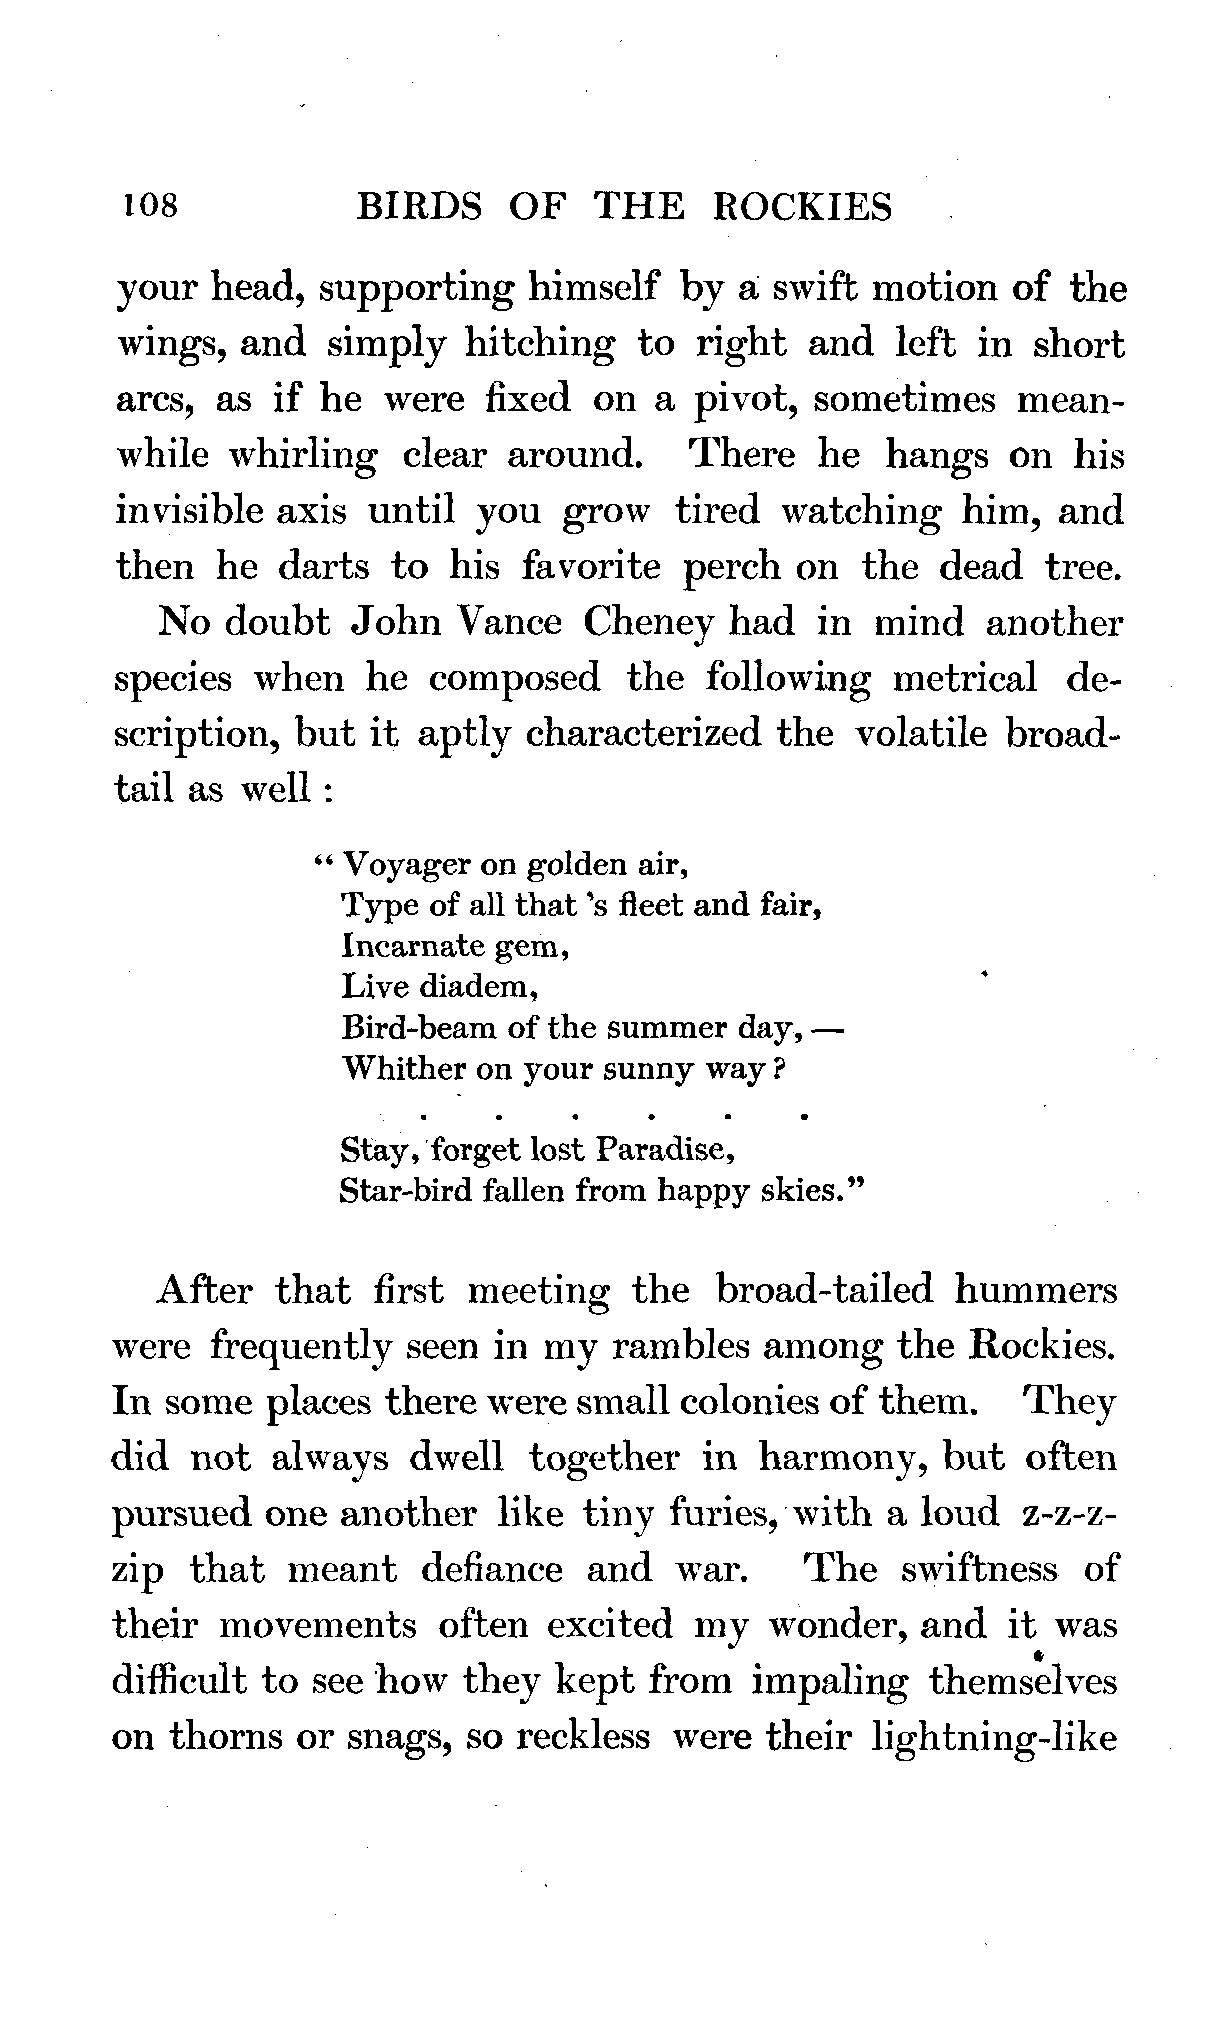 108 BIRDS OF THE ROCKIES
your head, supporting himself by a swift motion of the
wings, and simply hitching to right and left in short
arcs, as if he were fixed on a pivot, sometimes mean-
while whirling clear around. There he hangs on his
invisible axis until you grow tired watching him, and
then he darts to his favorite perch on the dead tree.
No doubt John Vance Cheney had in mind another
species when he composed the following metrical de-
scription, but it aptly characterized the volatile broad-
tail as well :
“ Voyager on golden air,
Type of all that 's fleet and fair,
Incarnate gem,
Live diadem,
Bird-beam of the summer day, —
Whither on your sunny way ?
. . . . . .
Stay, forget lost Paradise,
Star-bird fallen from happy skies.”
After that first meeting the broad-tailed hummers
were frequently seen in my rambles among the Rockies.
In some places there were small colonies of them. They
did not always dwell together in harmony, but often
pursued one another like tiny furies, with a loud z-z-z-
zip that meant defiance and war. The swiftness of
their movements often excited my wonder, and it was
difficult to see how they kept from impaling themselves
on thorns or snags, so reckless were their lightning-like